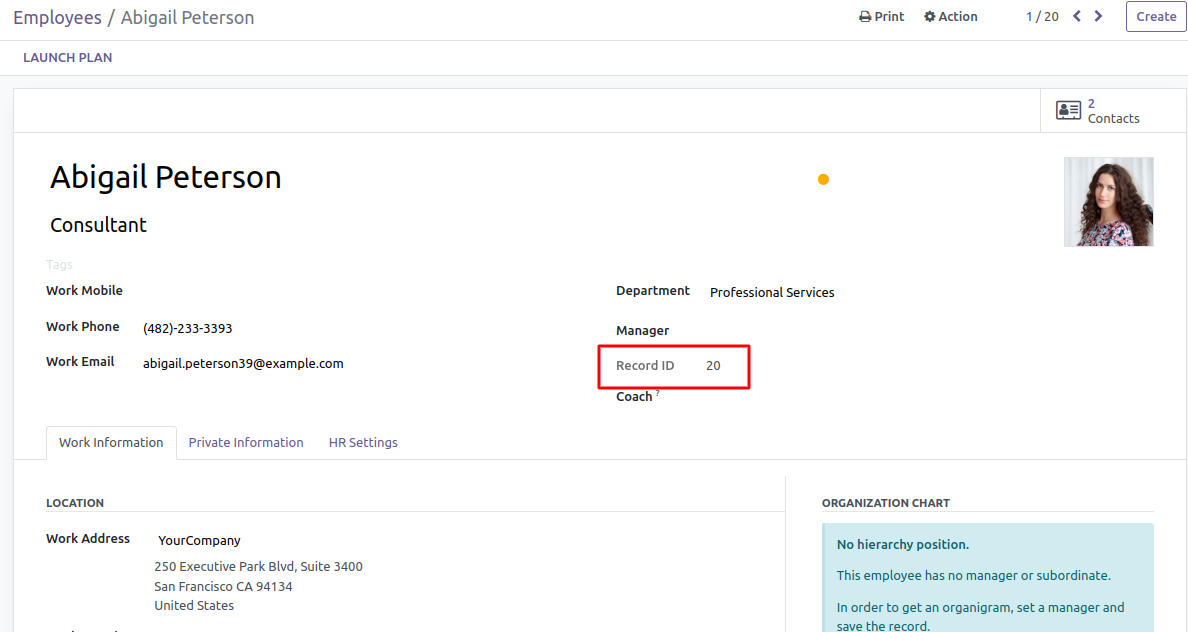 Employees / Abigail Peterson
Print
Action
1 / 20
Create
LAUNCH PLAN
2
Contacts
Abigail Peterson
Consultant
Tags
Work Mobile
Work Phone (482)-233-3393
Work Email abigail.peterson39@example.com
Department Professional Services
Manager
Record ID 20
Coach ?
Work Information
Private Information
HR Settings
LOCATION
Work Address YourCompany
250 Executive Park Blvd, Suite 3400
San Francisco CA 94134
United States
ORGANIZATION CHART
No hierarchy position.
This employee has no manager or subordinate.
In order to get an organigram, set a manager and
save the record.